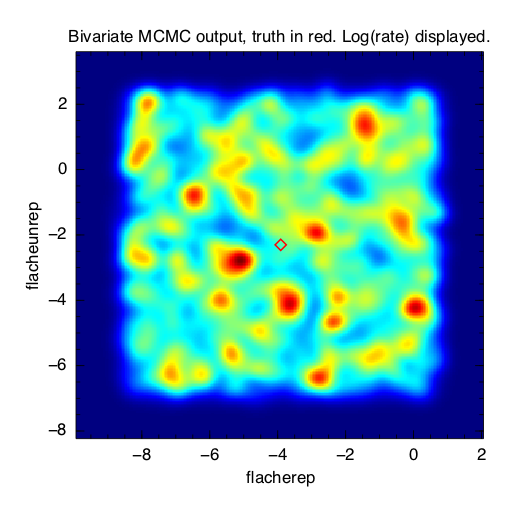 Bivariate MCMC output, truth in red. Log(rate) displayed.
2
0
−2
−4
−6
−8
flacheunrep
−8 −6 −4 −2 0 2
flacherep